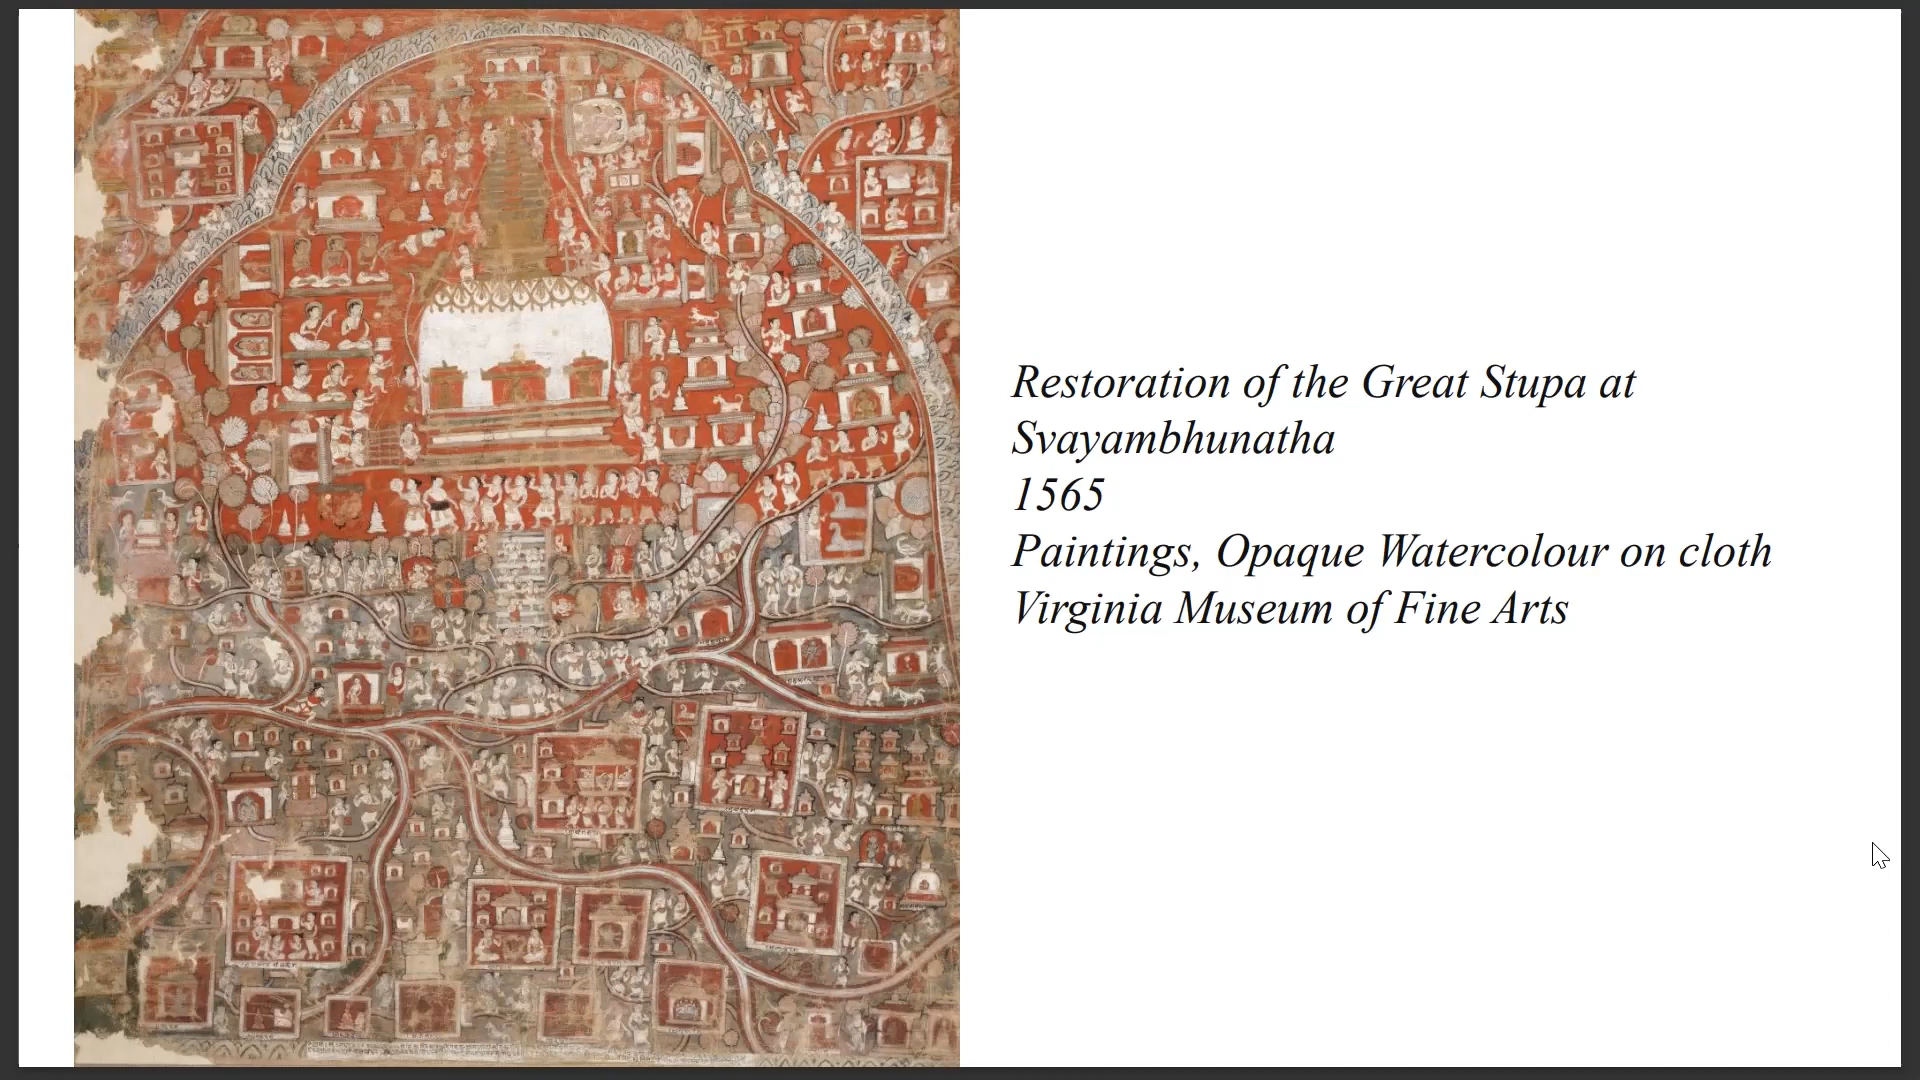 Restoration of the Great Stupa at
Svayambhunatha
1565
Paintings, Opaque Watercolour on cloth
Virginia Museum of Fine Arts